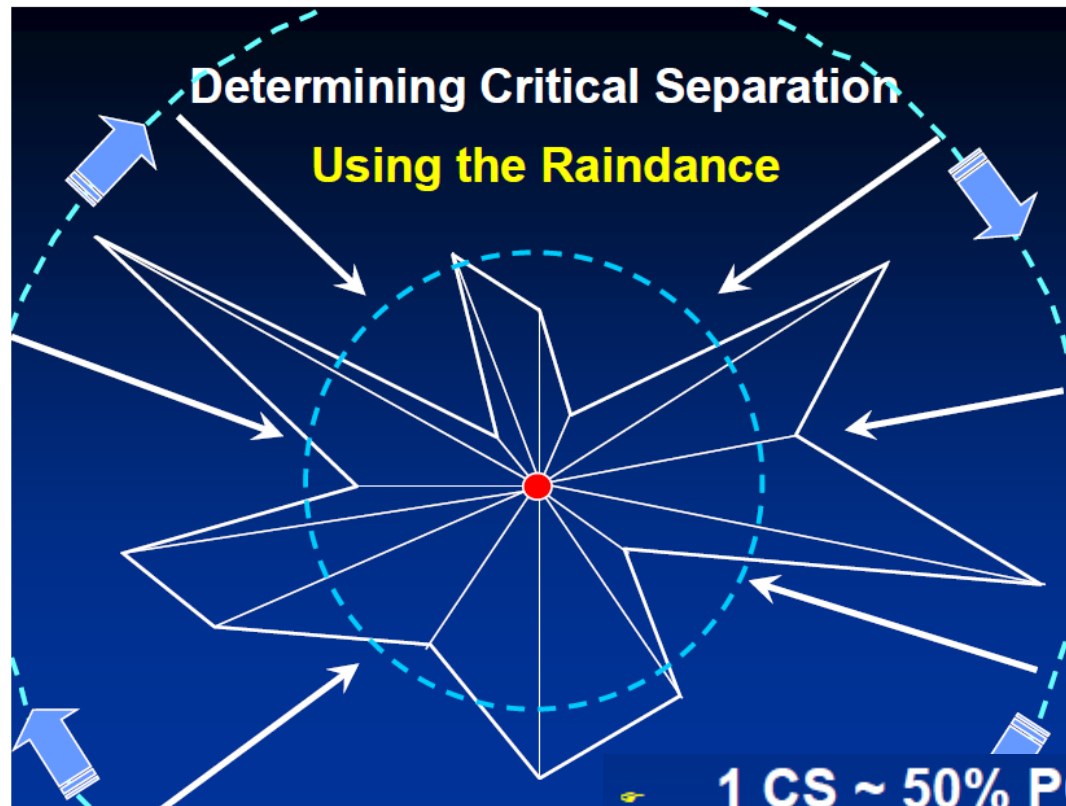 Determining Critical Separation
Using the Raindance
1 CS ~ 50%